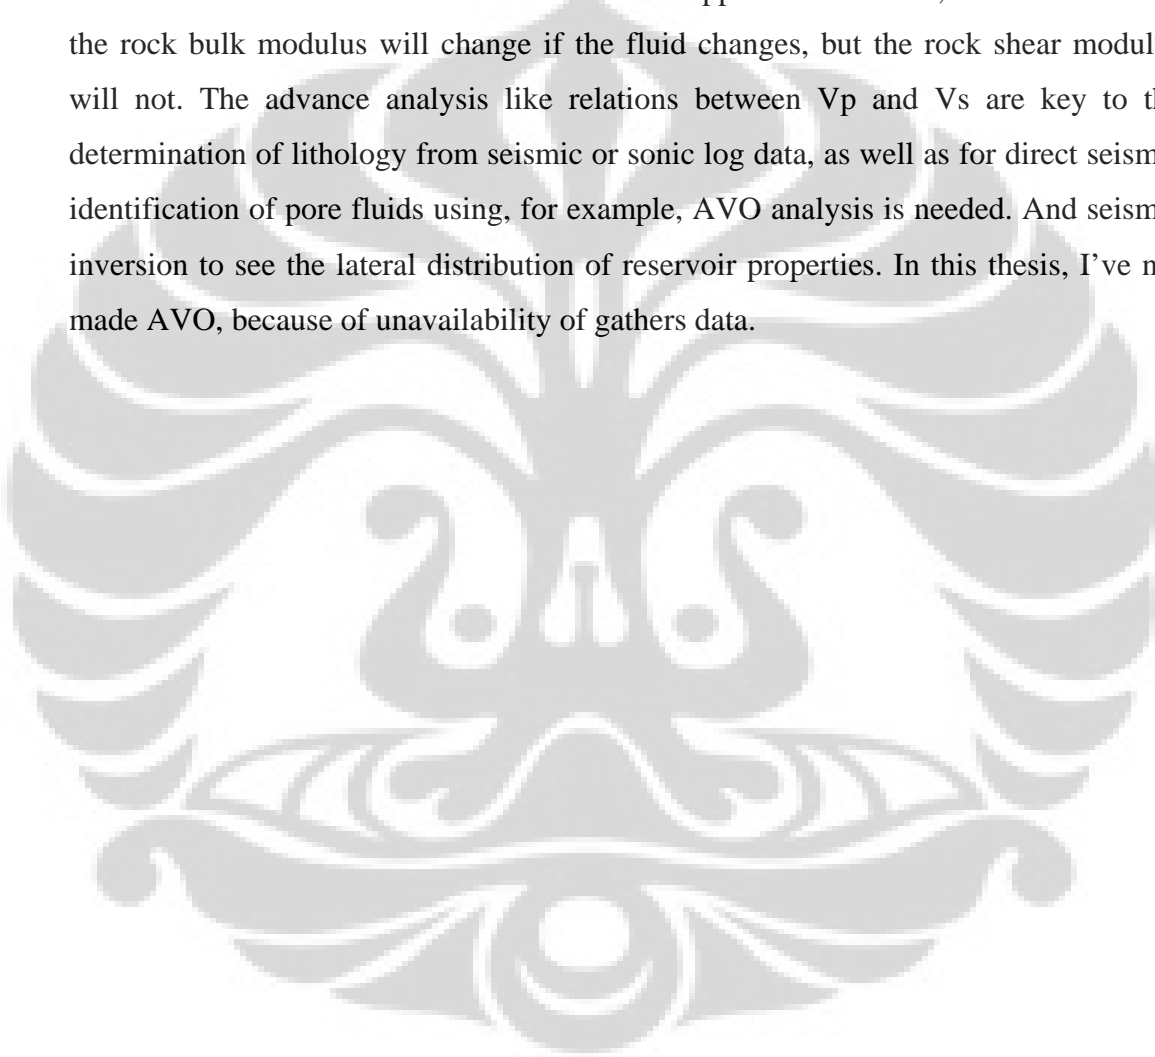 the rock bulk modulus will change if the fluid changes, but the rock shear modul
will not. The advance analysis like relations between Vp and Vs are key to t
determination of lithology from seismic or sonic log data, as well as for direct seism
identification of pore fluids using, for example, AVO analysis is needed. And seism
inversion to see the lateral distribution of reservoir properties. In this thesis, I've n
made AVO, because of unavailability of gathers data.